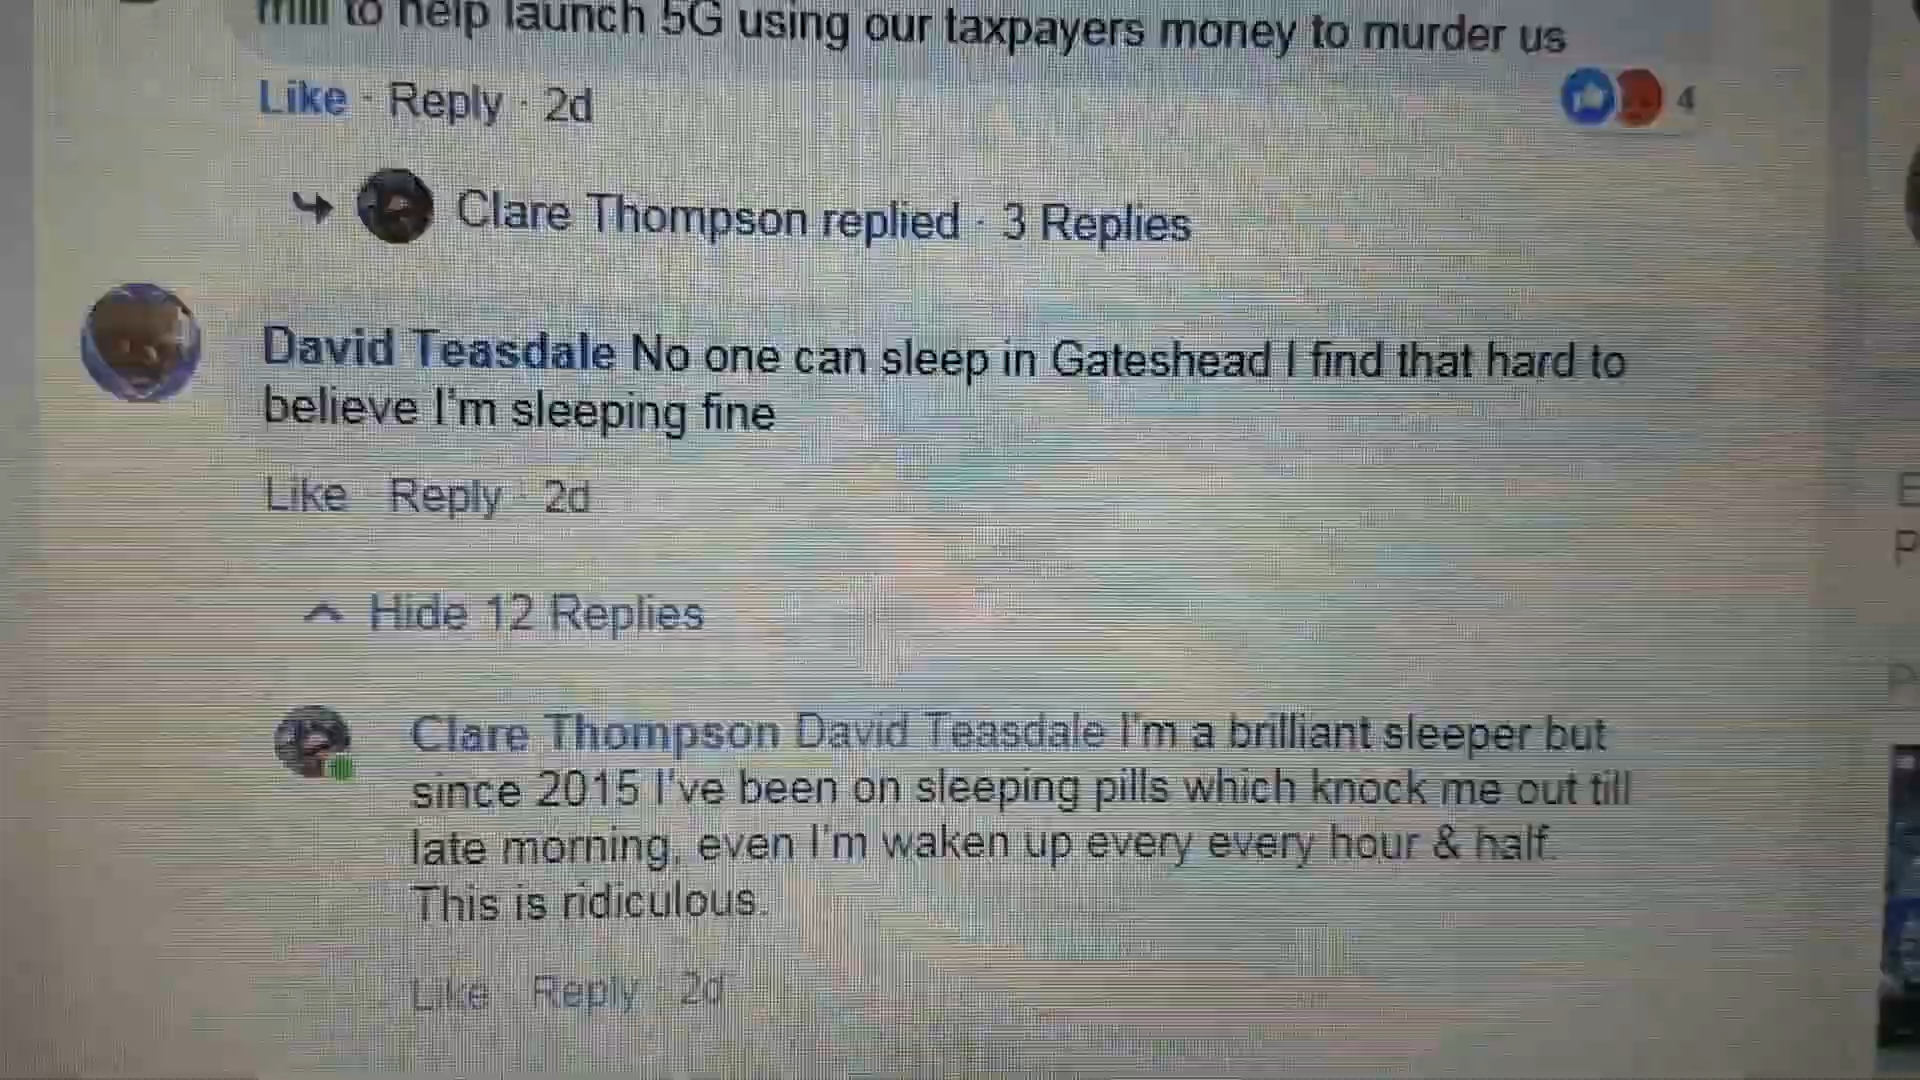 mill to help launch 5G using our taxpayers money to murder us
Like · Reply · 2d
4
Clare Thompson replied · 3 Replies
David Teasdale No one can sleep in Gateshead I find that hard to
believe I'm sleeping fine
Like Reply 2d
Hide 12 Replies
Clare Thompson David Teasdale I'm a brilliant sleeper but
since 2015 I've been on sleeping pills which knock me out till
late morning, even I'm waken up every every hour & half.
This is ridiculous.
Like Reply 2d
E
P
P